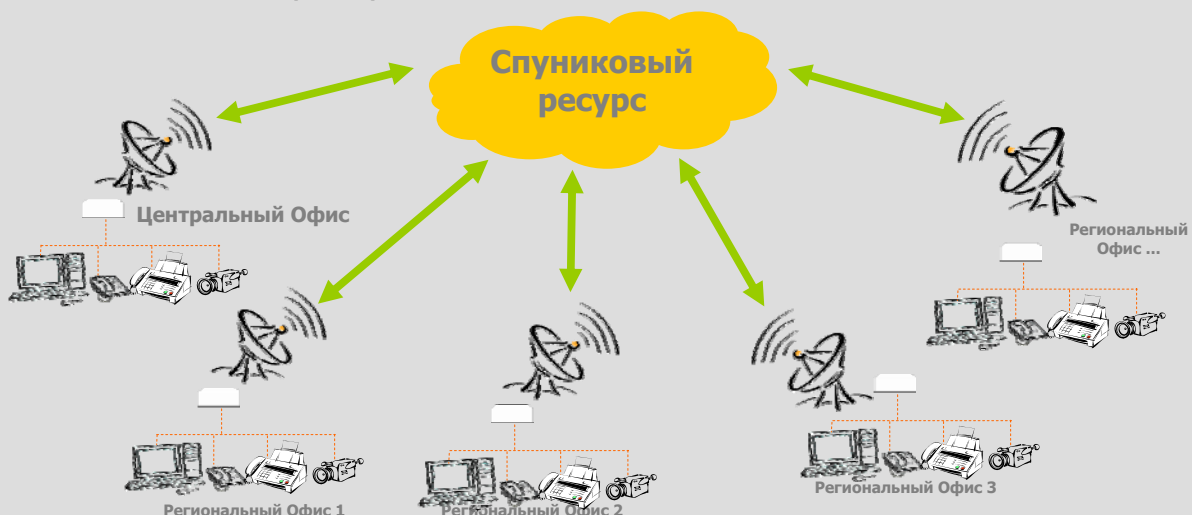 Спуниковый
ресурс
Центральный Офис
Региональный
Офис ...
Региональный Офис 3
Региональный Офис 1
Региональный Офис 2